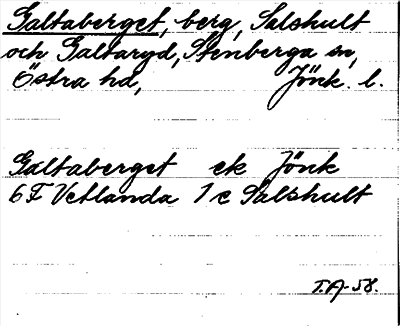 Galtaberget, berg, Salshult
och Galtaryd, Stenberga sn,
Östra hd, Jönk. l.
Galtaberget ek Jönk
6 F Vetlanda 1 c Salshult
T.A-58.